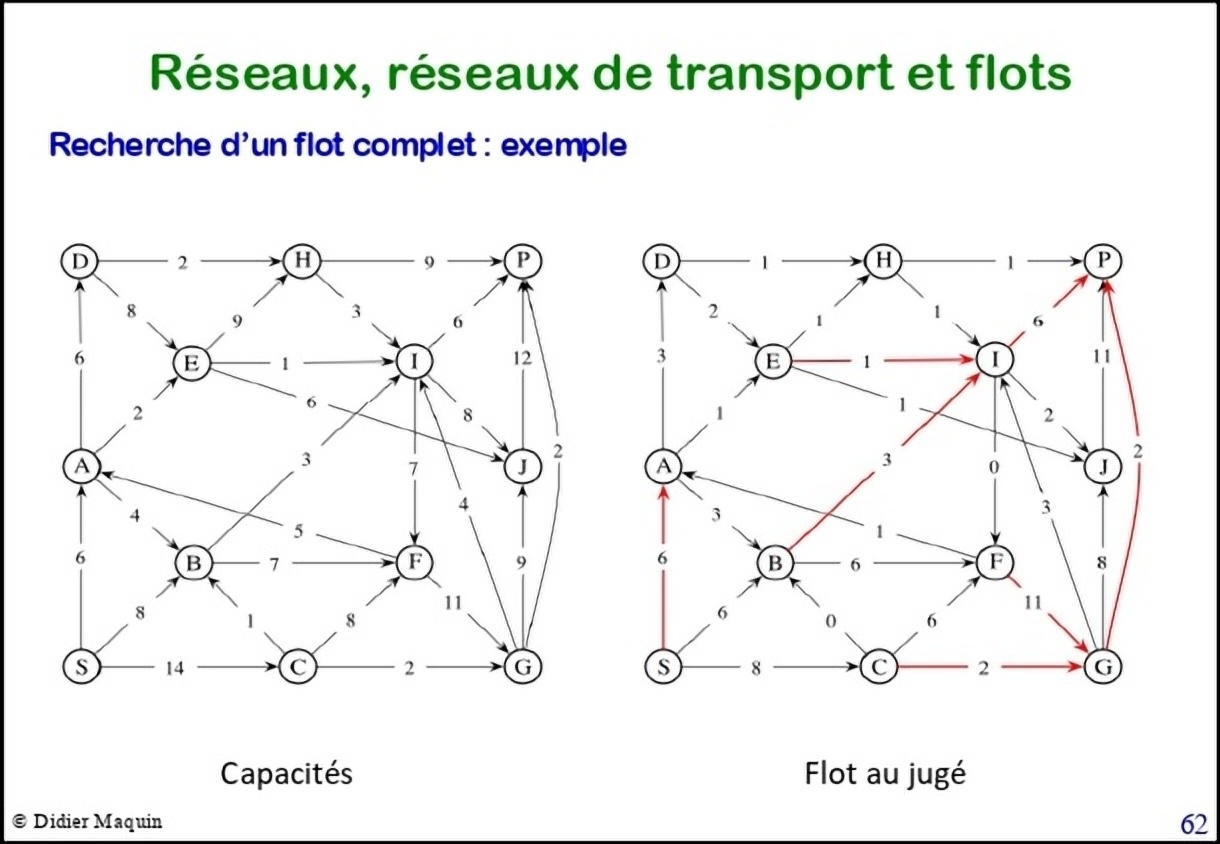 Réseaux, réseaux de transport et flots
Recherche d'un flot complet : exemple
D 2 H 9 P
8 9 3 6
6 E 1 I 12
2 6 8 2
A 3 7 J
4 5 4
6 B 7 F 9
8 1 8 11
S 14 C 2 G
D 1 H 1 P
2 1 1 6
3 E 1 I 11
1 1 2 2
A 3 0 J
3 1 3
6 B 6 F 8
6 0 6 11
S 8 C 2 G
Capacités
Flot au jugé
© Didier Maquin
62